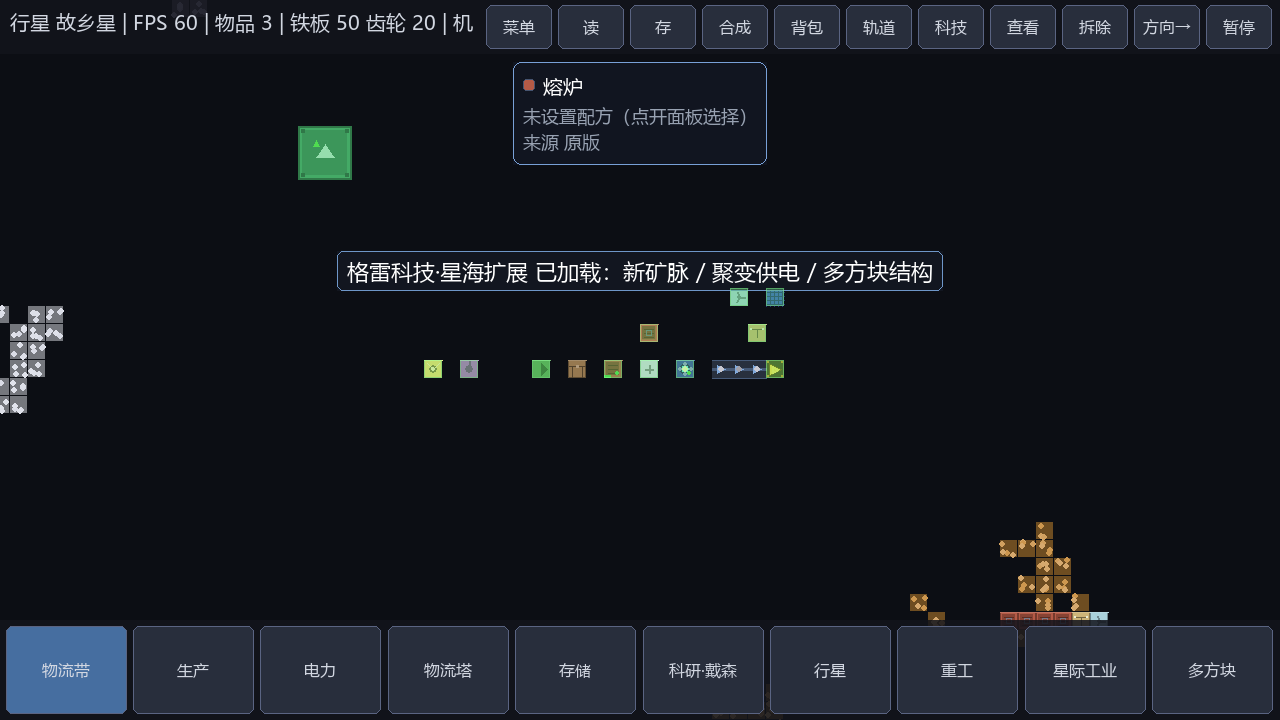 行星 故乡星 | FPS 60 | 物品 3 | 铁板 50 齿轮 20 | 机
菜单 读 存 合成 背包 轨道 科技 查看 拆除 方向→ 暂停
熔炉
未设置配方（点开面板选择）
来源 原版
格雷科技·星海扩展 已加载：新矿脉 / 聚变供电 / 多方块结构
物流带 生产 电力 物流塔 存储 科研·戴森 行星 重工 星际工业 多方块